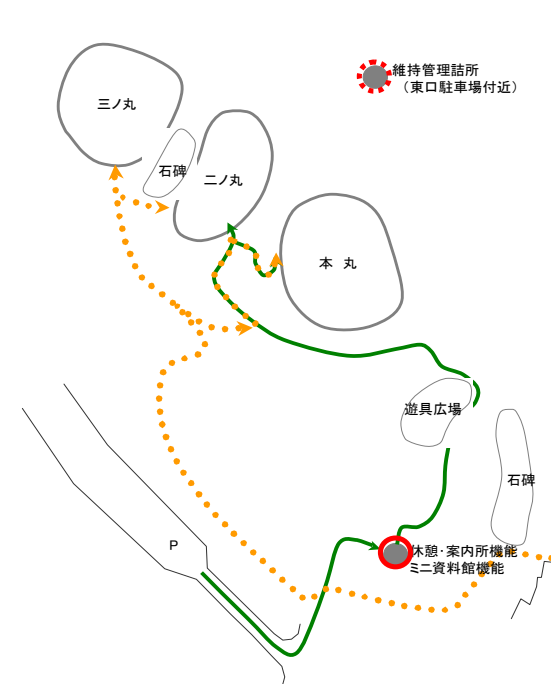 維持管理詰所
（東口駐車場付近）
三ノ丸
石碑
二ノ丸
本 丸
遊具広場
石碑
P
休憩・案内所機能
ミニ資料館機能